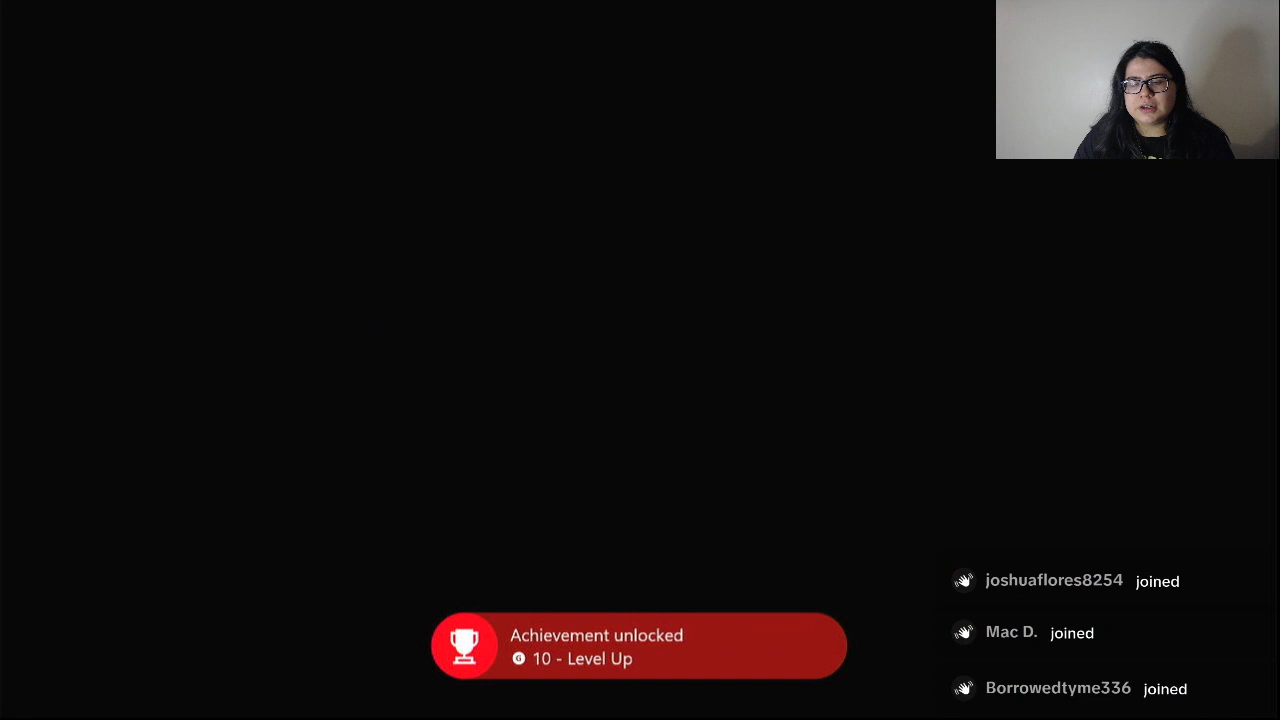 Achievement unlocked
G 10 - Level Up
joshuaflores8254 joined
Mac D. joined
Borrowedtyme336 joined